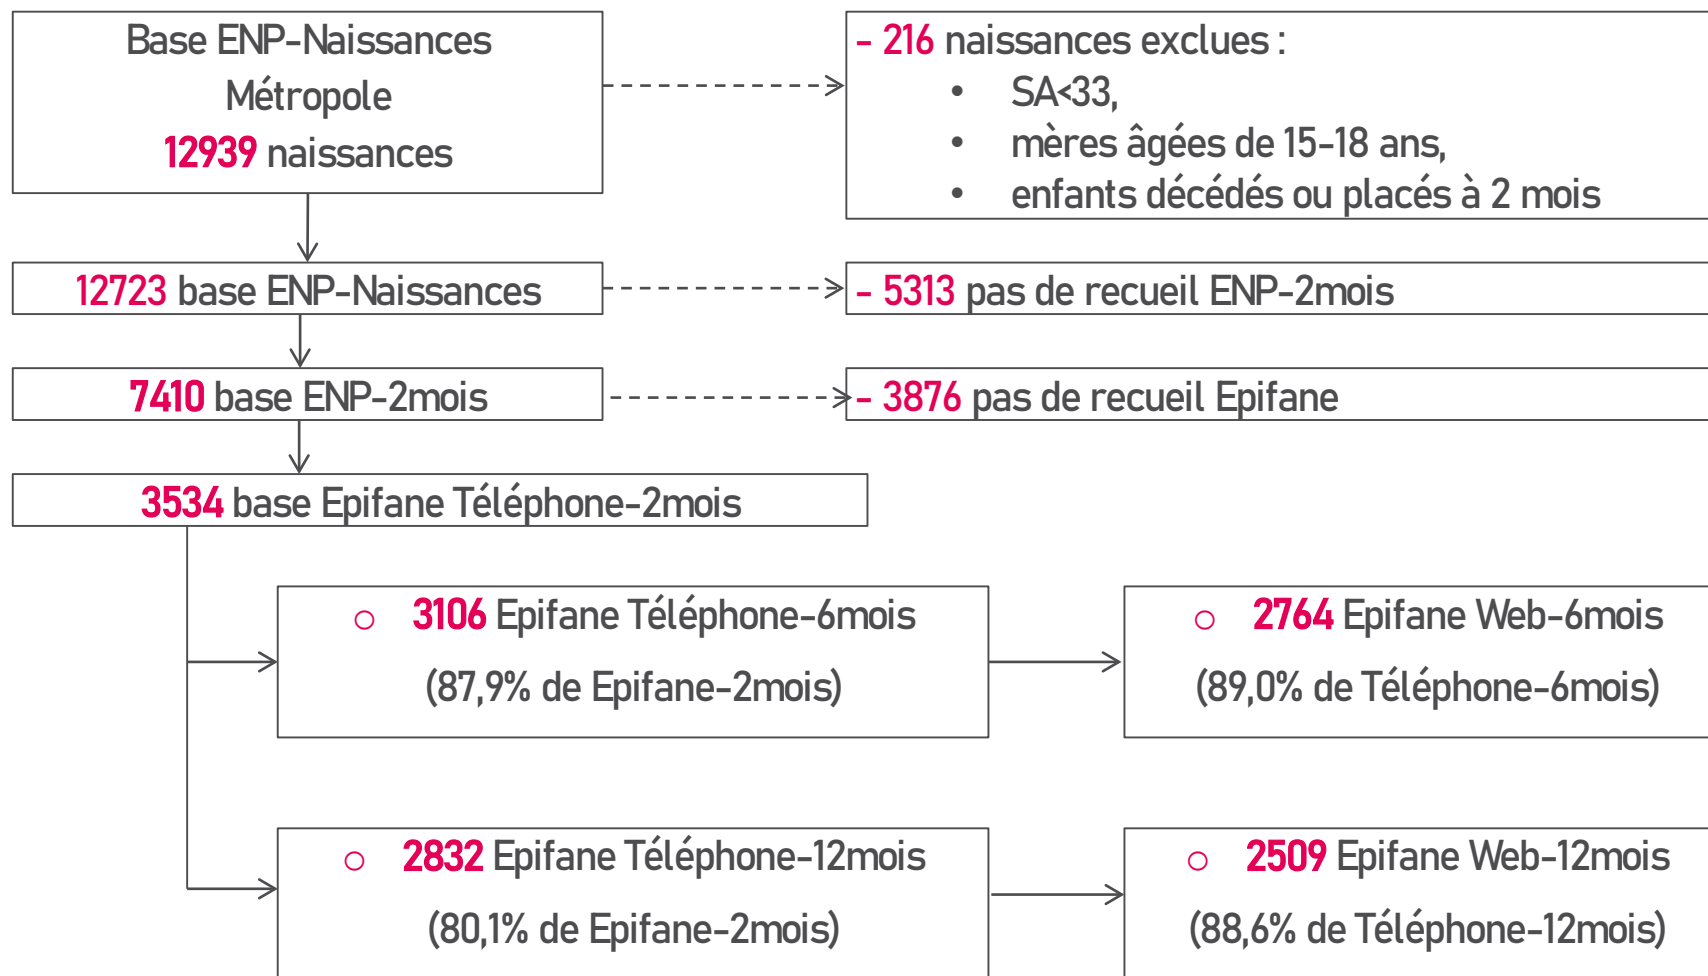 Base ENP-Naissances
Métropole
12939 naissances
- 216 naissances exclues :
• SA<33,
• mères âgées de 15-18 ans,
• enfants décédés ou placés à 2 mois
12723 base ENP-Naissances
- 5313 pas de recueil ENP-2mois
7410 base ENP-2mois
- 3876 pas de recueil Epifane
3534 base Epifane Téléphone-2mois
○ 3106 Epifane Téléphone-6mois
(87,9% de Epifane-2mois)
○ 2764 Epifane Web-6mois
(89,0% de Téléphone-6mois)
○ 2832 Epifane Téléphone-12mois
(80,1% de Epifane-2mois)
○ 2509 Epifane Web-12mois
(88,6% de Téléphone-12mois)